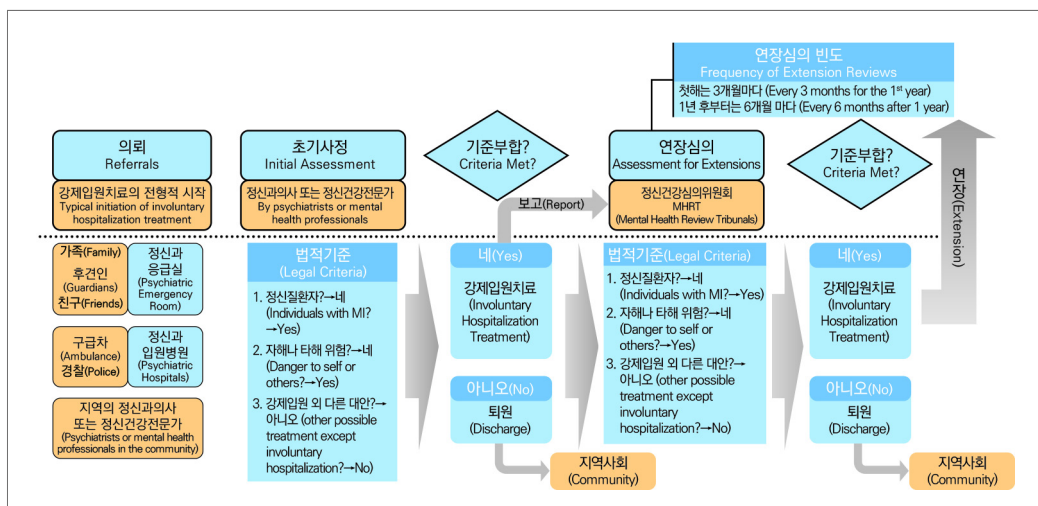 연장심의 빈도
Frequency of Extension Reviews
첫해는 3개월마다 (Every 3 months for the 1st year)
1년 후부터는 6개월 마다 (Every 6 months after 1 year)
의뢰
Referrals
강제입원치료의 전형적 시작
Typical initiation of involuntary
hospitalization treatment
초기사정
Initial Assessment
정신과의사 또는 정신건강전문가
By psychiatrists or mental
health professionals
기준부합?
Criteria Met?
보고(Report)
연장심의
Assessment for Extensions
정신건강심의위원회
MHRT
(Mental Health Review Tribunals)
기준부합?
Criteria Met?
연장(Extension)
가족(Family)
후견인
(Guardians)
친구(Friends)
정신과
응급실
(Psychiatric
Emergency
Room)
구급차
(Ambulance)
경찰(Police)
정신과
입원병원
(Psychiatric
Hospitals)
지역의 정신과의사
또는 정신건강전문가
(Psychiatrists or mental health
professionals in the community)
법적기준
(Legal Criteria)
1. 정신질환자?→네
(Individuals with MI?
→Yes)
2. 자해나 타해 위험?→네
(Danger to self or
others?→Yes)
3. 강제입원 외 다른 대안?→
아니오 (other possible
treatment except
involuntary
hospitalization?→No)
네(Yes)
강제입원치료
(Involuntary
Hospitalization
Treatment)
아니오(No)
퇴원
(Discharge)
지역사회
(Community)
법적기준(Legal Criteria)
1. 정신질환자?→네
(Individuals with MI?→Yes)
2. 자해나 타해 위험?→네
(Danger to self or
others?→Yes)
3. 강제입원 외 다른 대안?→
아니오 (other possible
treatment except
involuntary
hospitalization?→No)
네(Yes)
강제입원치료
(Involuntary
Hospitalization
Treatment)
아니오(No)
퇴원
(Discharge)
지역사회
(Community)